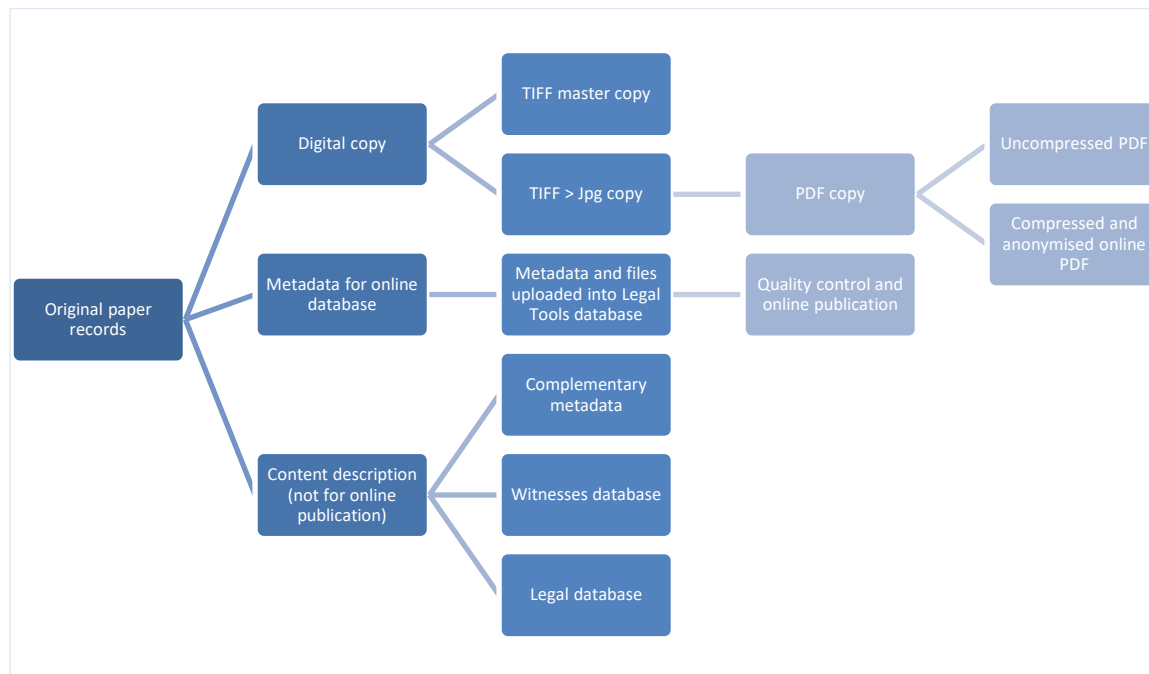 Original paper
records
Digital copy
TIFF master copy
TIFF > Jpg copy
PDF copy
Uncompressed PDF
Compressed and
anonymised online
PDF
Metadata for online
database
Metadata and files
uploaded into Legal
Tools database
Quality control and
online publication
Content description
(not for online
publication)
Complementary
metadata
Witnesses database
Legal database